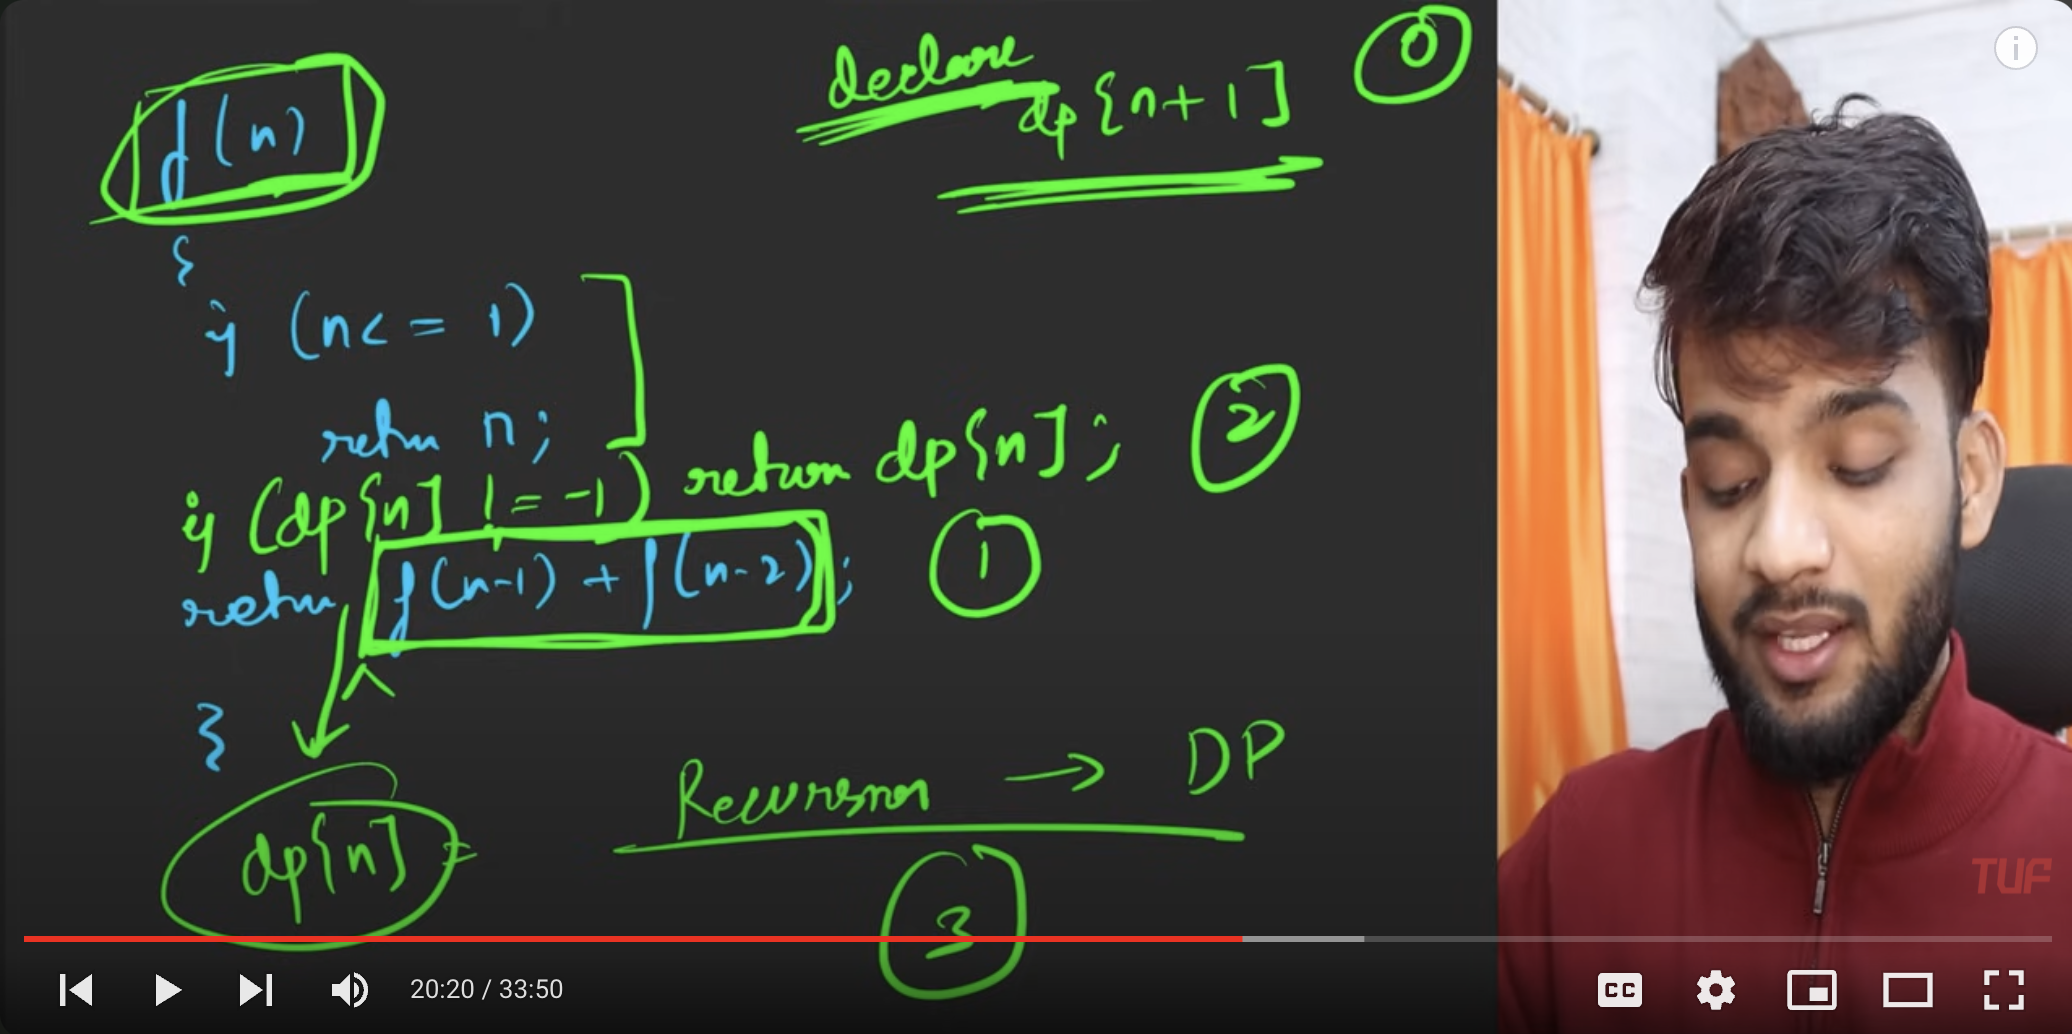 declare
dp[n+1]
0
f(n)
{
if (n<= 1)
return n;
if (dp[n] != -1) return dp[n];
2
return f(n-1) + f(n-2);
1
}
dp[n] =
Recursion → DP
3
TUF
20:20 / 33:50
CC